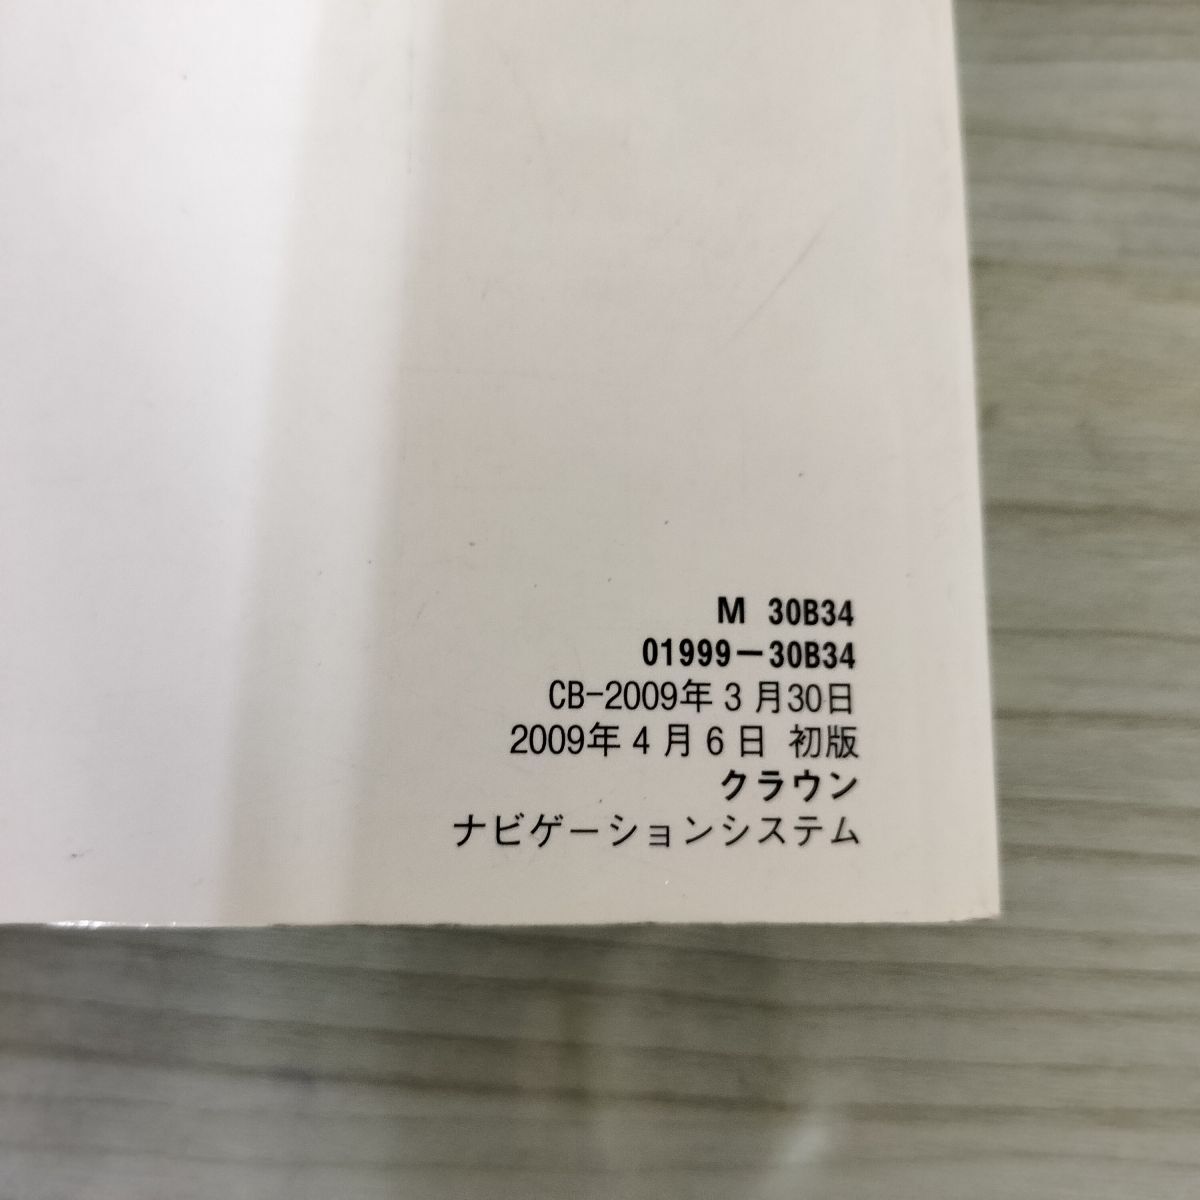 M 30B34
01999-30B34
CB-2009年3月30日
2009年4月6日 初版
クラウン
ナビゲーションシステム